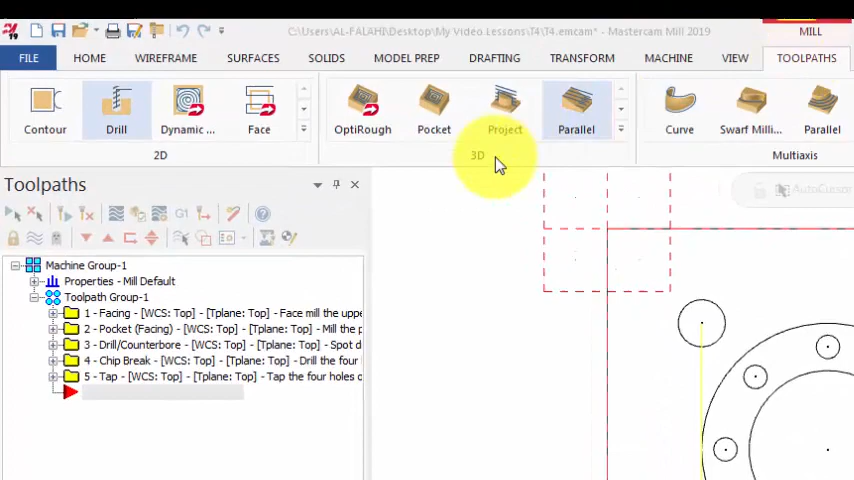 C:\Users\AL-FALAHI\Desktop\My Video Lessons\T4\T4.emcam* - Mastercam Mill 2019
MILL
FILE HOME WIREFRAME SURFACES SOLIDS MODEL PREP DRAFTING TRANSFORM MACHINE VIEW TOOLPATHS
Contour Drill Dynamic ... Face OptiRough Pocket Project Parallel Curve Swarf Milli... Parallel
2D 3D Multiaxis
Toolpaths
AutoCursor
G1
Machine Group-1
Properties - Mill Default
Toolpath Group-1
1 - Facing - [WCS: Top] - [Tplane: Top] - Face mill the uppe
2 - Pocket (Facing) - [WCS: Top] - [Tplane: Top] - Mill the p
3 - Drill/Counterbore - [WCS: Top] - [Tplane: Top] - Spot d
4 - Chip Break - [WCS: Top] - [Tplane: Top] - Drill the four
5 - Tap - [WCS: Top] - [Tplane: Top] - Tap the four holes o